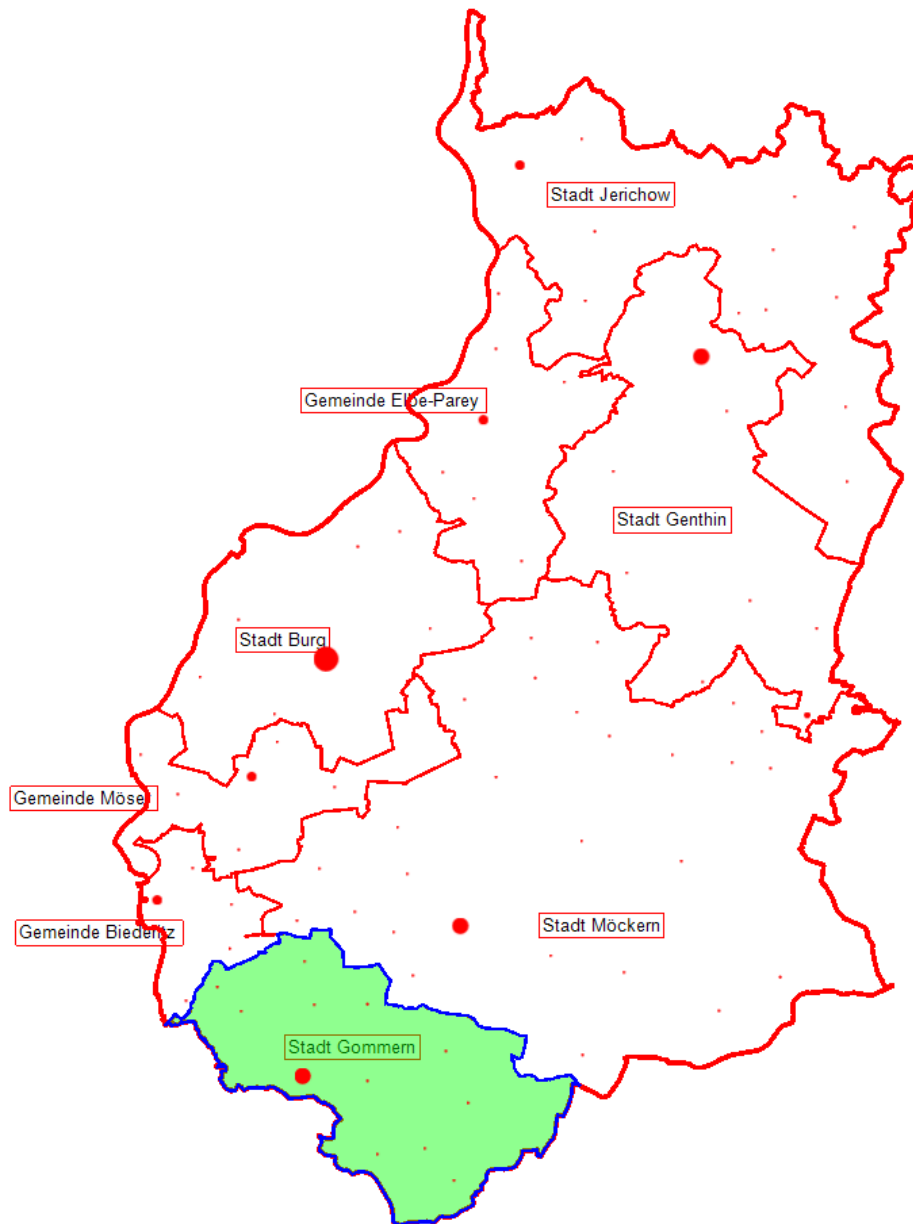 Stadt Jerichow
Gemeinde Elbe-Parey
Stadt Genthin
Stadt Burg
Gemeinde Möser
Stadt Möckern
Gemeinde Biederitz
Stadt Gommern